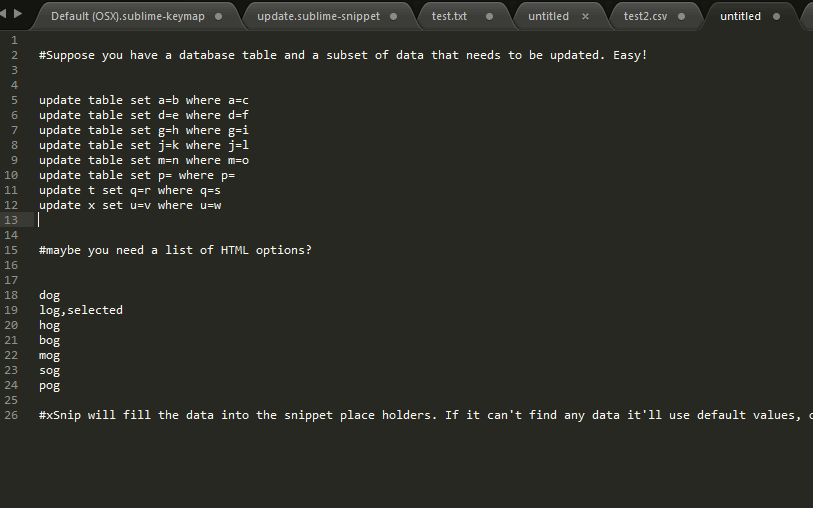 Default (OSX).sublime-keymap update.sublime-snippet test.txt untitled × test2.csv untitled
1
2 #Suppose you have a database table and a subset of data that needs to be updated. Easy!
3
4
5 update table set a=b where a=c
6 update table set d=e where d=f
7 update table set g=h where g=i
8 update table set j=k where j=l
9 update table set m=n where m=o
10 update table set p= where p=
11 update t set q=r where q=s
12 update x set u=v where u=w
13
14
15 #maybe you need a list of HTML options?
16
17
18 dog
19 log,selected
20 hog
21 bog
22 mog
23 sog
24 pog
25
26 #xSnip will fill the data into the snippet place holders. If it can't find any data it'll use default values,